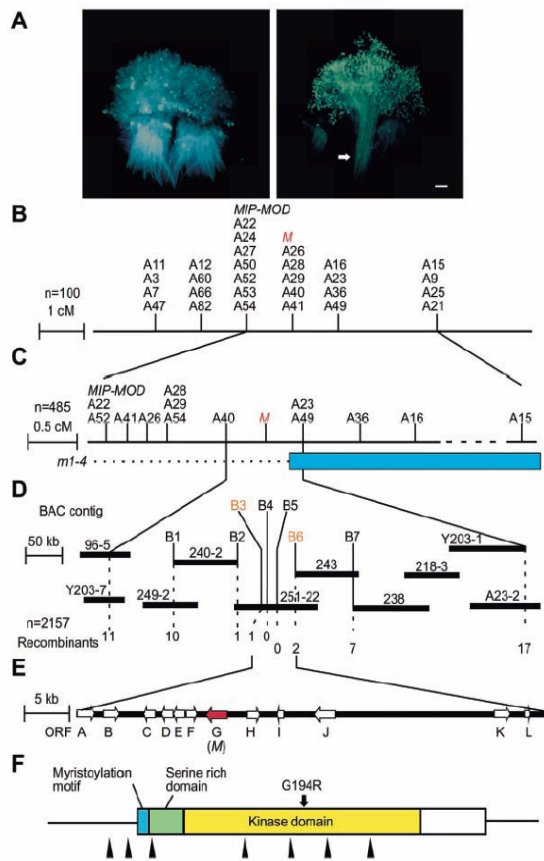 A
B
MIP-MOD
A22
A24
A27
A50
A52
A53
A54
M
A26
A28
A29
A40
A41
A11
A3
A7
A47
A12
A60
A66
A82
A16
A23
A36
A49
A15
A9
A25
A21
n=100
1 cM
C
MIP-MOD
A22
A52
A41
A26
A28
A29
A54
A40
M
A23
A49
A36
A16
A15
n=485
0.5 cM
m1-4
D
BAC contig
B3
B4
B5
B1
B2
B6
B7
50 kb
96-5
240-2
243
218-3
Y203-1
Y203-7
249-2
251-22
238
A23-2
n=2157
Recombinants
11
10
1
1
0
0
2
7
17
E
5 kb
ORF
A
B
C
D
E
F
G
(M)
H
I
J
K
L
F
Myristoylation motif
Serine rich domain
G194R
Kinase domain